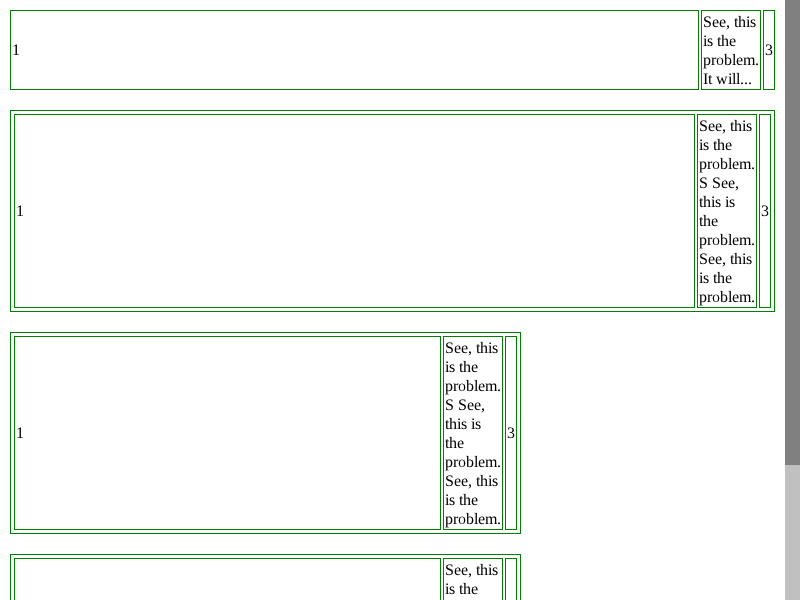 1
See, this
is the
problem.
It will...
3
1
See, this
is the
problem.
S See,
this is
the
problem.
See, this
is the
problem.
3
1
See, this
is the
problem.
S See,
this is
the
problem.
See, this
is the
problem.
3
See, this
is the